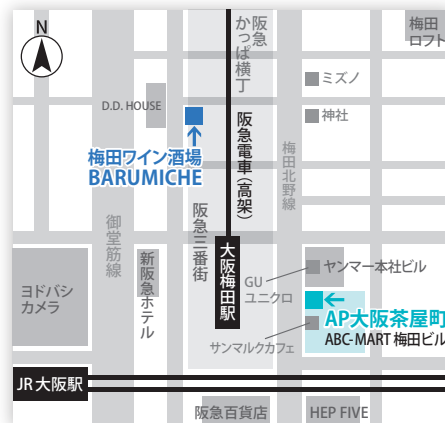 N
阪急
かっぱ横丁
梅田
ロフト
ミズノ
D.D. HOUSE
神社
梅田ワイン酒場
BARUMICHE
阪急電車(高架)
梅田北野線
御堂筋線
阪急三番街
新阪急ホテル
大阪梅田駅
GU
ユニクロ
ヤンマー本社ビル
ヨドバシ
カメラ
AP大阪茶屋町
ABC-MART 梅田ビル
サンマルクカフェ
JR大阪駅
阪急百貨店
HEP FIVE